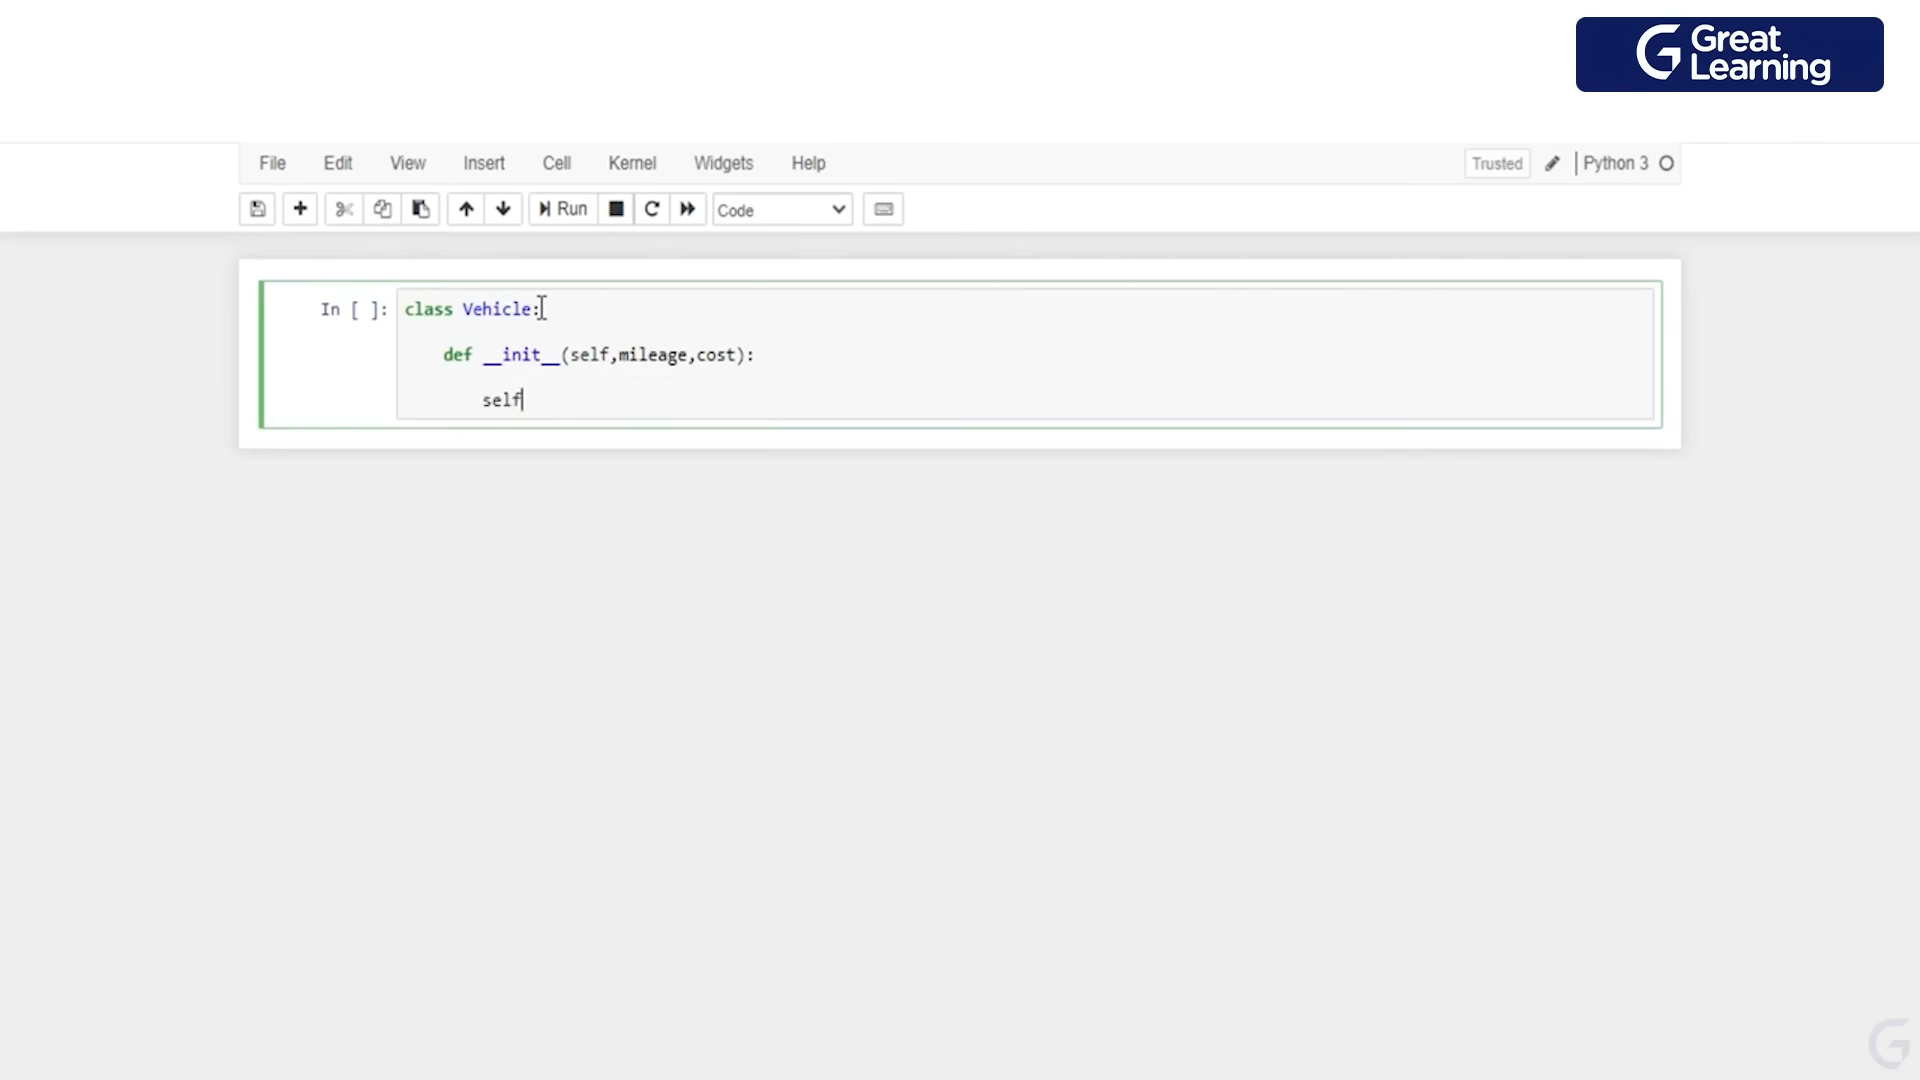 Great
Learning
File Edit View Insert Cell Kernel Widgets Help Trusted Python 3
Run Code
In [ ]: class Vehicle:
def __init__(self,mileage,cost):
self